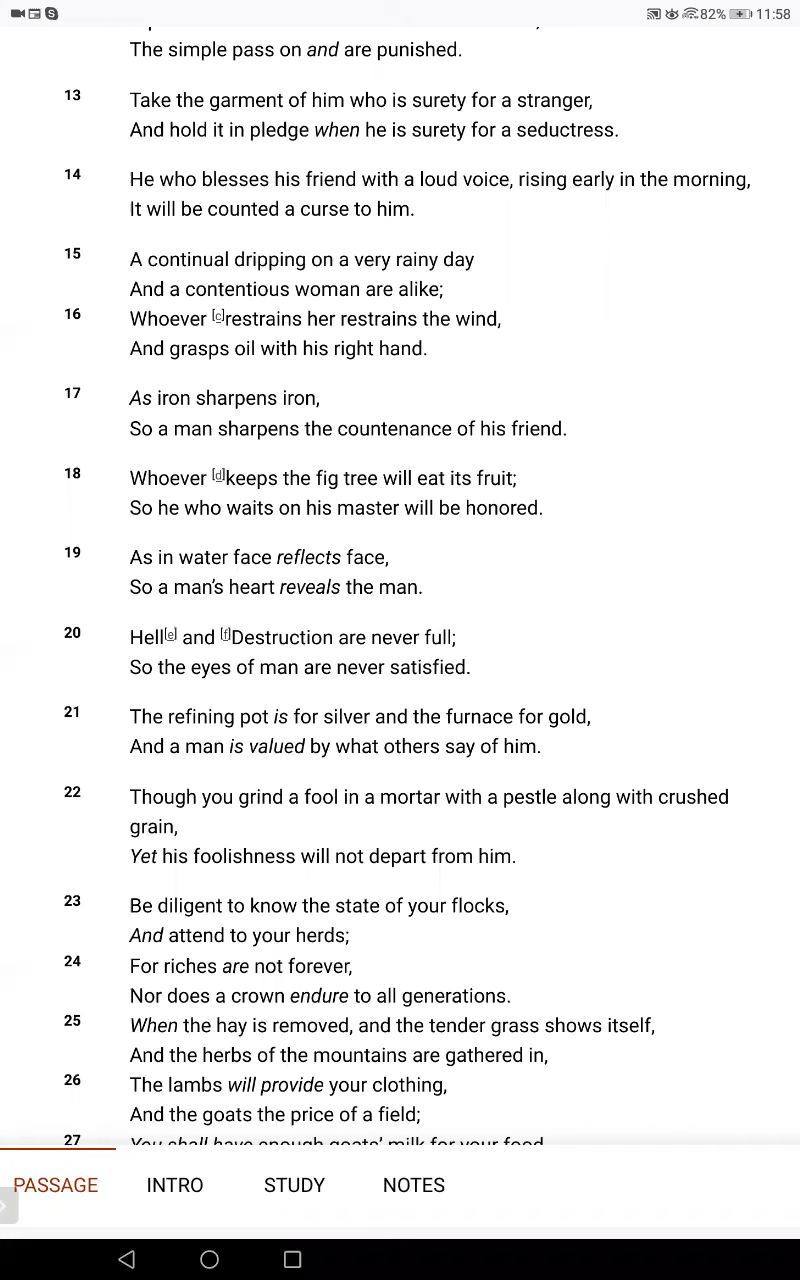 82% 11:58
The simple pass on and are punished.
13 Take the garment of him who is surety for a stranger,
And hold it in pledge when he is surety for a seductress.
14 He who blesses his friend with a loud voice, rising early in the morning,
It will be counted a curse to him.
15 A continual dripping on a very rainy day
And a contentious woman are alike;
16 Whoever [c]restrains her restrains the wind,
And grasps oil with his right hand.
17 As iron sharpens iron,
So a man sharpens the countenance of his friend.
18 Whoever [d]keeps the fig tree will eat its fruit;
So he who waits on his master will be honored.
19 As in water face reflects face,
So a man’s heart reveals the man.
20 Hell[e] and [f]Destruction are never full;
So the eyes of man are never satisfied.
21 The refining pot is for silver and the furnace for gold,
And a man is valued by what others say of him.
22 Though you grind a fool in a mortar with a pestle along with crushed
grain,
Yet his foolishness will not depart from him.
23 Be diligent to know the state of your flocks,
And attend to your herds;
24 For riches are not forever,
Nor does a crown endure to all generations.
25 When the hay is removed, and the tender grass shows itself,
And the herbs of the mountains are gathered in,
26 The lambs will provide your clothing,
And the goats the price of a field;
27 You shall have enough goats’ milk for your food
PASSAGE INTRO STUDY NOTES